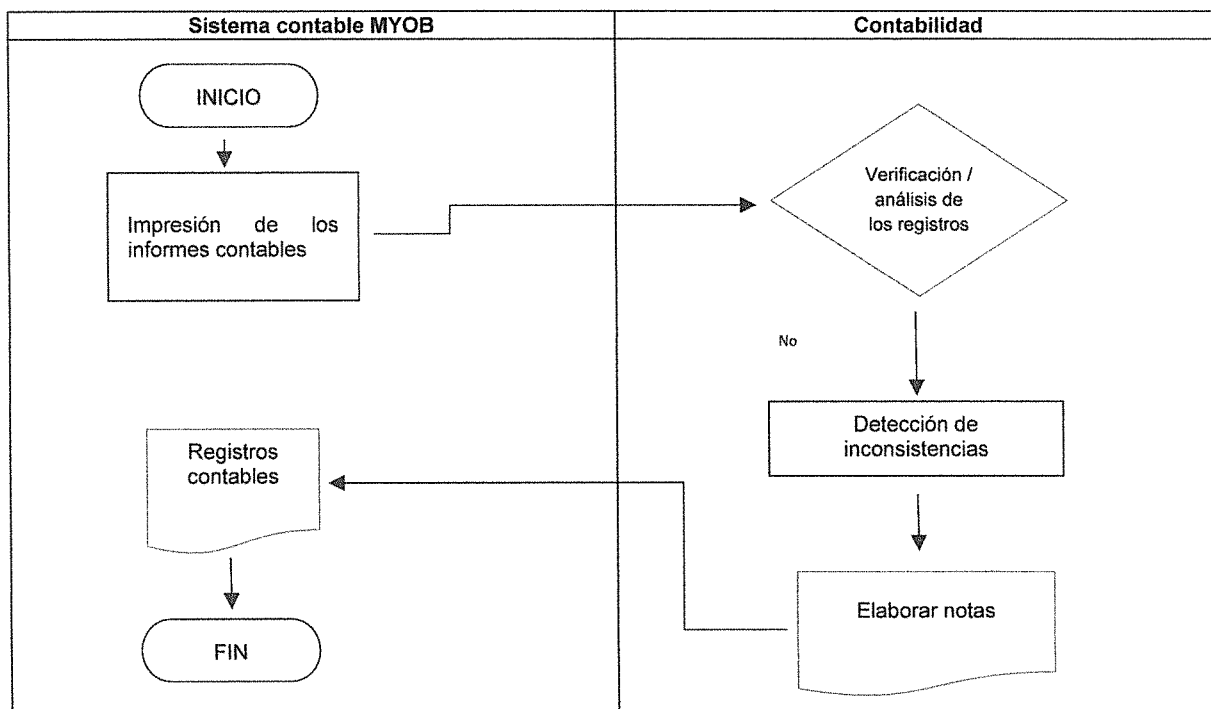 Sistema contable MYOB
Contabilidad
INICIO
Impresión de los
informes contables
Verificación /
análisis de
los registros
No
Detección de
inconsistencias
Registros
contables
Elaborar notas
FIN